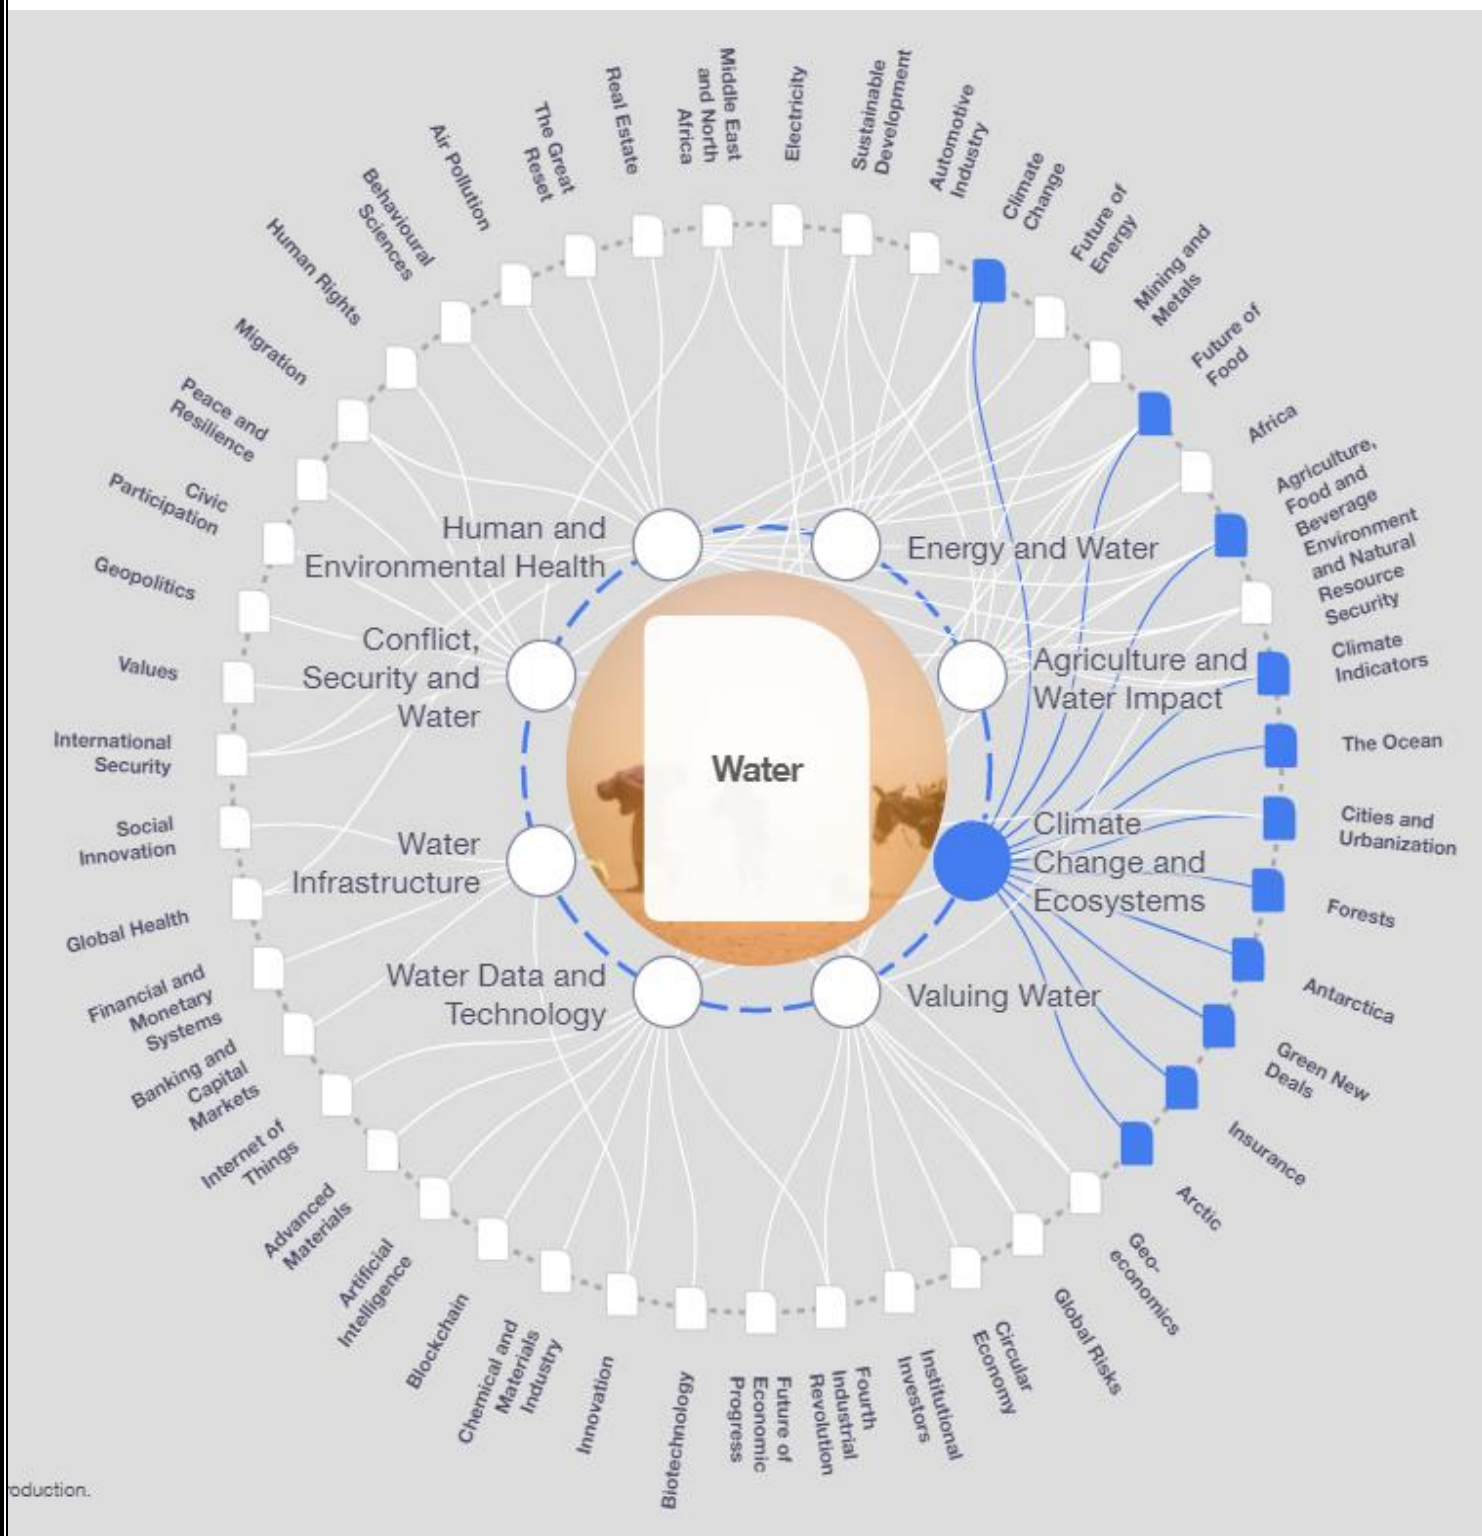 Middle East
and North
Africa
Electricity
Sustainable
Development
Automotive
Industry
Climate
Change
Future of
Energy
Mining and
Metals
Future of
Food
Africa
Agriculture,
Food and
Beverage
Environment
and Natural
Resource
Security
Climate
Indicators
The Ocean
Cities and
Urbanization
Forests
Antarctica
Green New
Deals
Insurance
Arctic
Geo-
economics
Global Risks
Circular
Economy
Institutional
Investors
Fourth
Industrial
Revolution
Future of
Economic
Progress
Biotechnology
Innovation
Chemical and
Materials
Industry
Blockchain
Artificial
Intelligence
Advanced
Materials
Internet of
Things
Banking and
Capital
Markets
Financial and
Monetary
Systems
Global Health
Social
Innovation
International
Security
Values
Geopolitics
Civic
Participation
Peace and
Resilience
Migration
Human Rights
Behavioural
Sciences
Air Pollution
The Great
Reset
Real Estate
Human and
Environmental Health
Energy and Water
Conflict,
Security and
Water
Agriculture and
Water Impact
Water
Water
Infrastructure
Climate
Change and
Ecosystems
Water Data and
Technology
Valuing Water
roduction.